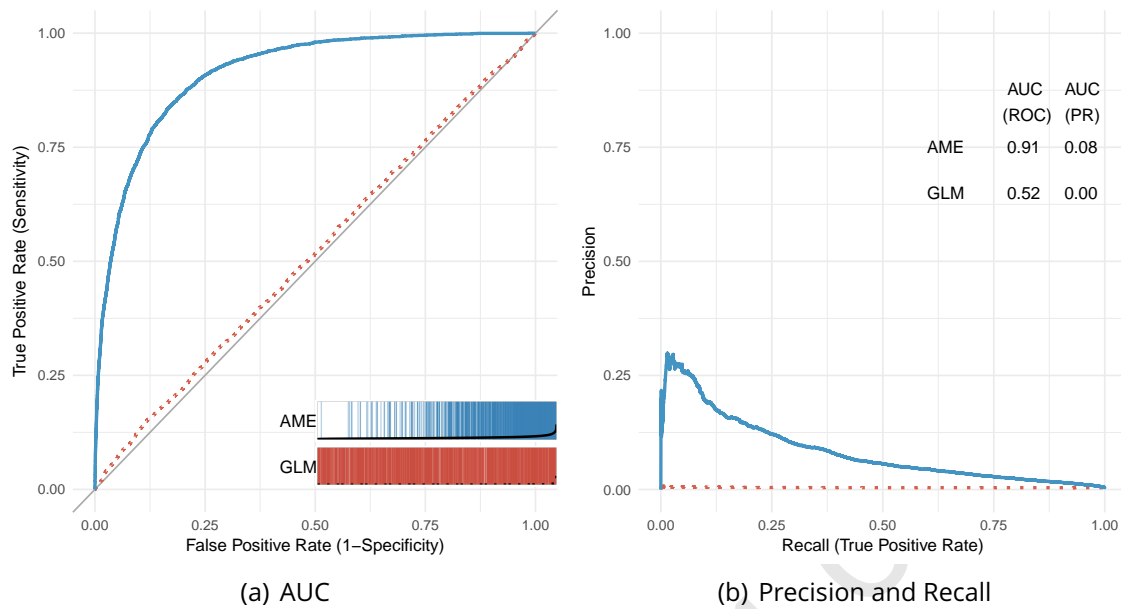 1.00
0.75
0.50
0.25
0.00
True Positive Rate (Sensitivity)
AME
GLM
0.00 0.25 0.50 0.75 1.00
False Positive Rate (1−Specificity)
(a) AUC
1.00
0.75
0.50
0.25
0.00
Precision
AUC AUC
(ROC) (PR)
AME 0.91 0.08
GLM 0.52 0.00
0.00 0.25 0.50 0.75 1.00
Recall (True Positive Rate)
(b) Precision and Recall